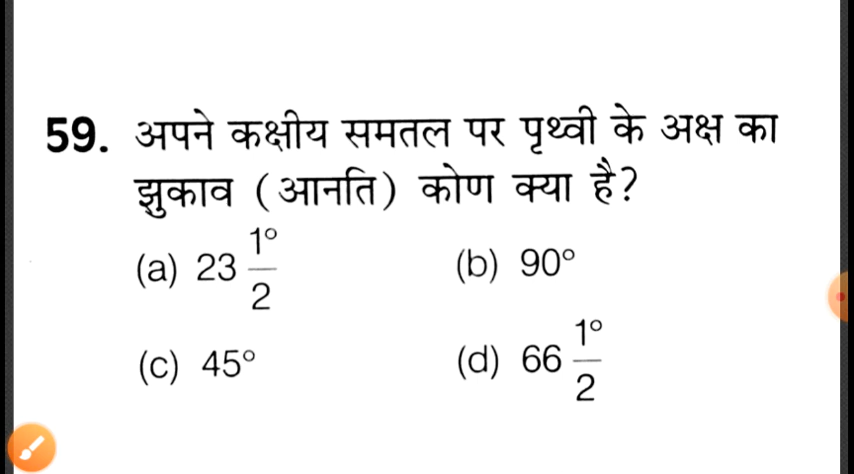 59. अपने कक्षीय समतल पर पृथ्वी के अक्ष का
झुकाव (आनति) कोण क्या है?
(a) 23 1°/2 (b) 90°
(c) 45° (d) 66 1°/2